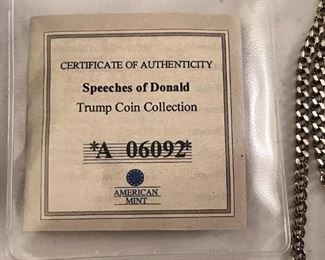 CERTIFICATE OF AUTHENTICITY
Speeches of Donald
Trump Coin Collection
*A 06092*
AMERICAN
MINT